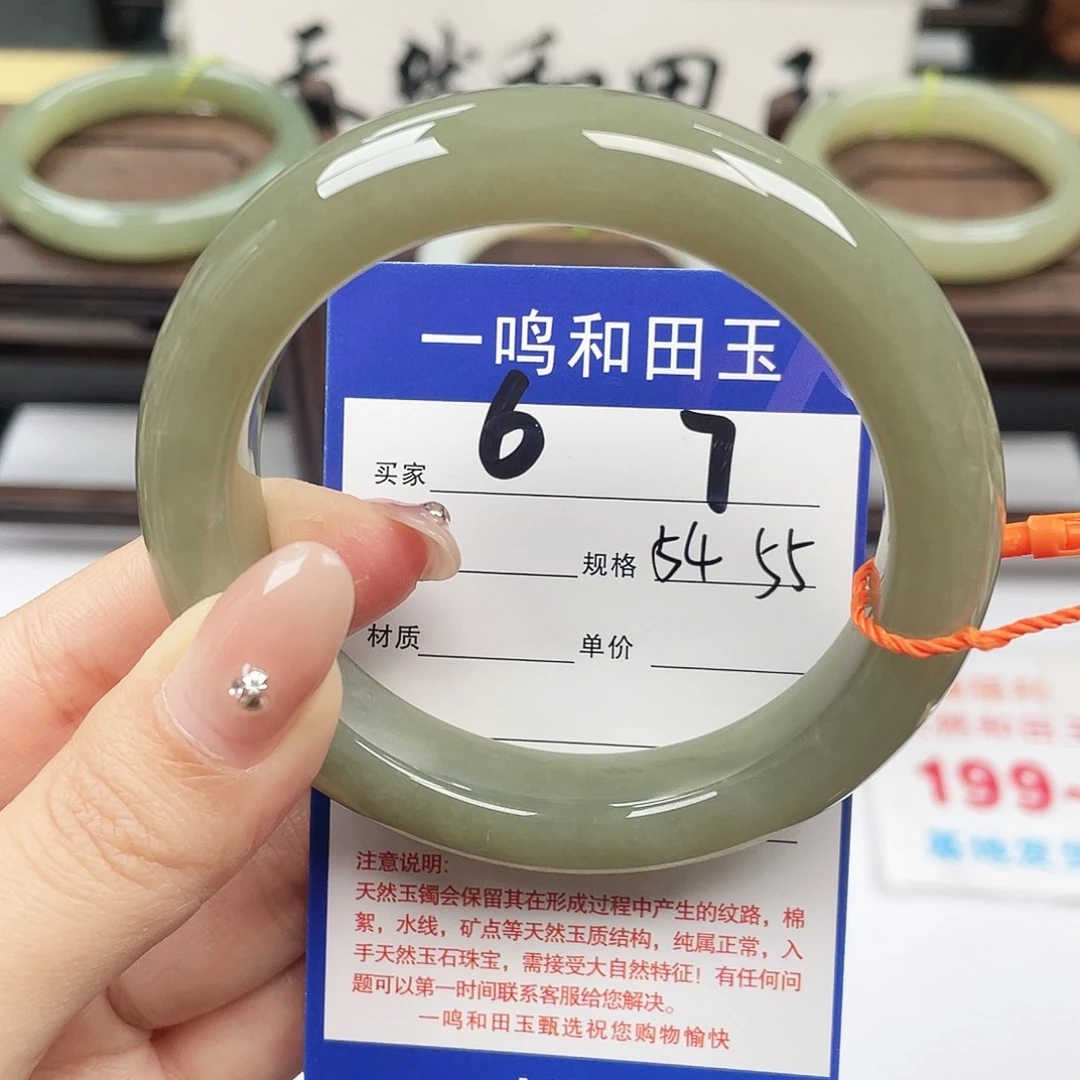 天然和田玉
一鸣和田玉
买家 6 7
规格 54 55
材质 单价
199
注意说明:
天然玉镯会保留其在形成过程中产生的纹路，棉
絮，水线，矿点等天然玉质结构，纯属正常，入
手天然玉石珠宝，需接受大自然特征！有任何问
题可以第一时间联系客服给您解决。
一鸣和田玉甄选祝您购物愉快